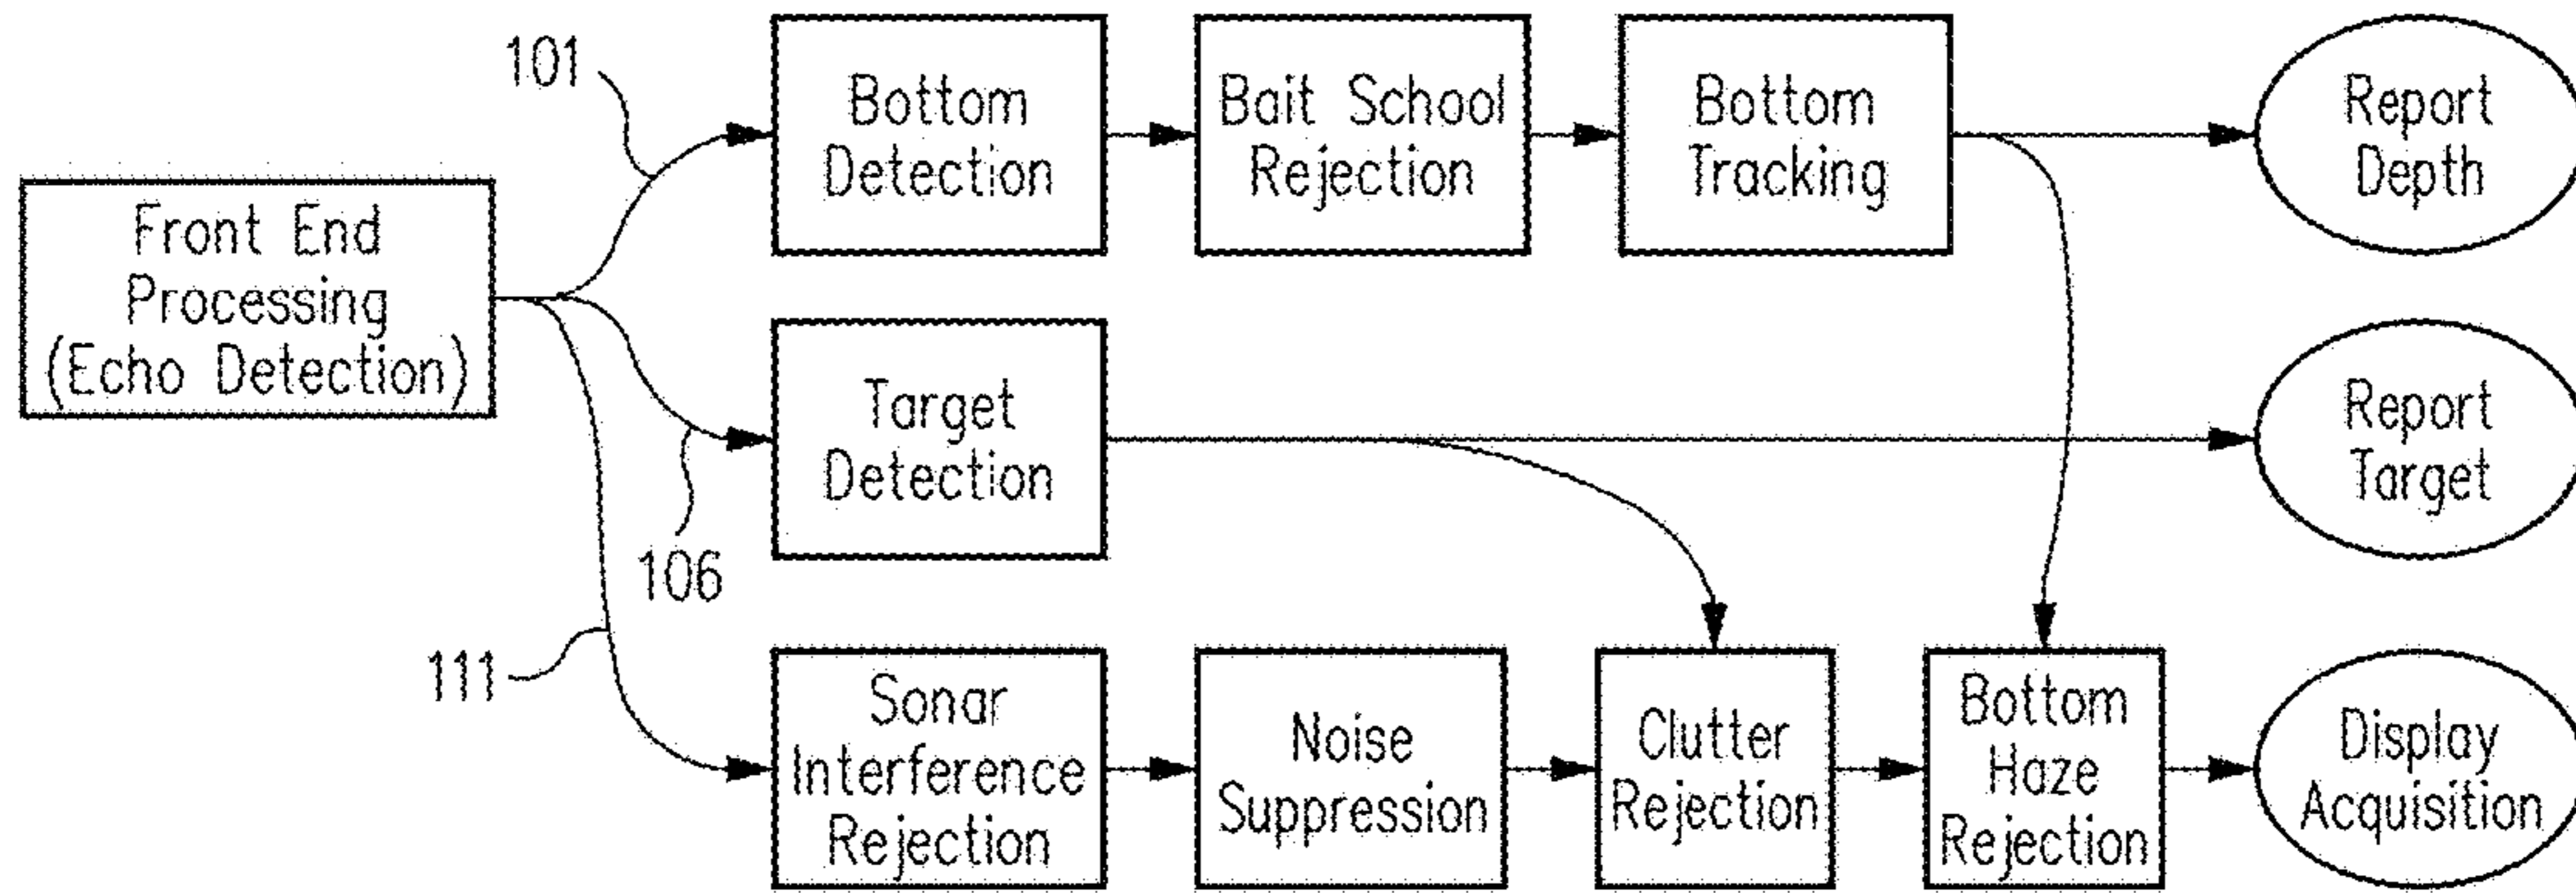 101
Bottom
Detection
Bait School
Rejection
Bottom
Tracking
Report
Depth
Front End
Processing
(Echo Detection)
Target
Detection
Report
Target
106
111
Sonar
Interference
Rejection
Noise
Suppression
Clutter
Rejection
Bottom
Haze
Rejection
Display
Acquisition